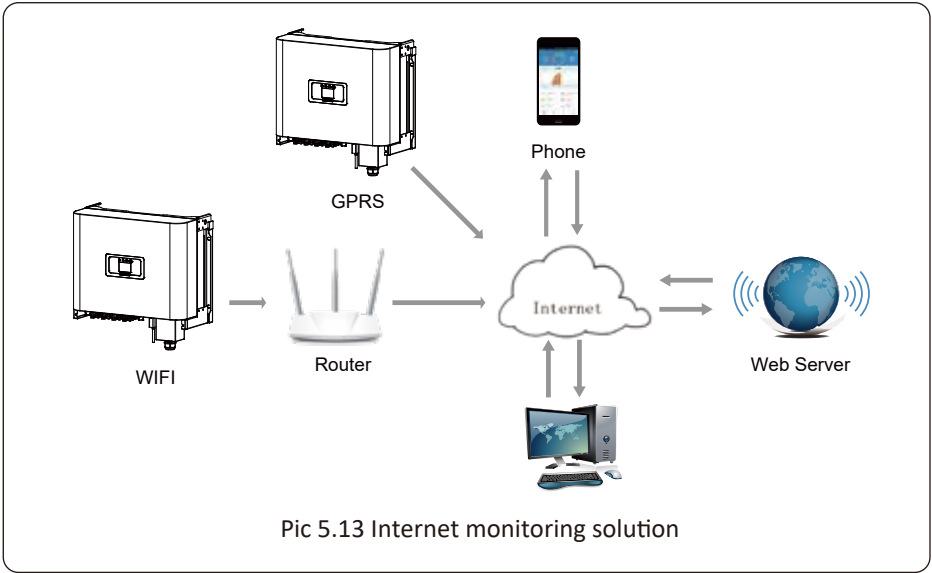 Phone
GPRS
Internet
WIFI
Router
Web Server
Pic 5.13 Internet monitoring solution